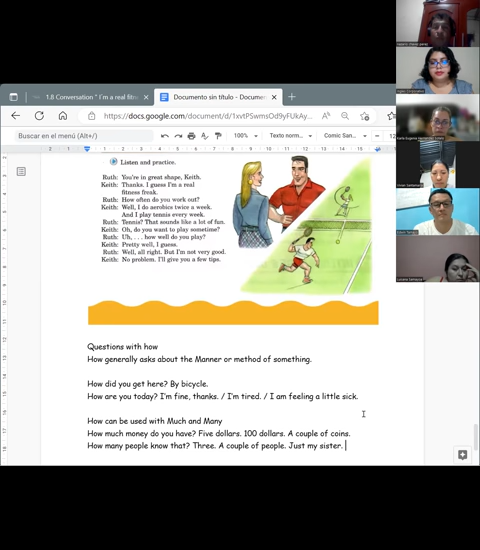 1.8 Conversation " I´m a real fitn
Documento sin título - Docume
https://docs.google.com/document/d/1xvtPSwmsOd9yFUkAy...
Buscar en el menú (Alt+/)
100%
Texto norm...
Comic San...
Listen and practice.
Ruth: You're in great shape, Keith.
Keith: Thanks. I guess I'm a real
fitness freak.
Ruth: How often do you work out?
Keith: Well, I do aerobics twice a week.
And I play tennis every week.
Ruth: Tennis? That sounds like a lot of fun.
Keith: Oh, do you want to play sometime?
Ruth: Uh, . . . how well do you play?
Keith: Pretty well, I guess.
Ruth: Well, all right. But I'm not very good.
Keith: No problem. I'll give you a few tips.
Questions with how
How generally asks about the Manner or method of something.
How did you get here? By bicycle.
How are you today? I'm fine, thanks. / I'm tired. / I am feeling a little sick.
How can be used with Much and Many
How much money do you have? Five dollars. 100 dollars. A couple of coins.
How many people know that? Three. A couple of people. Just my sister.